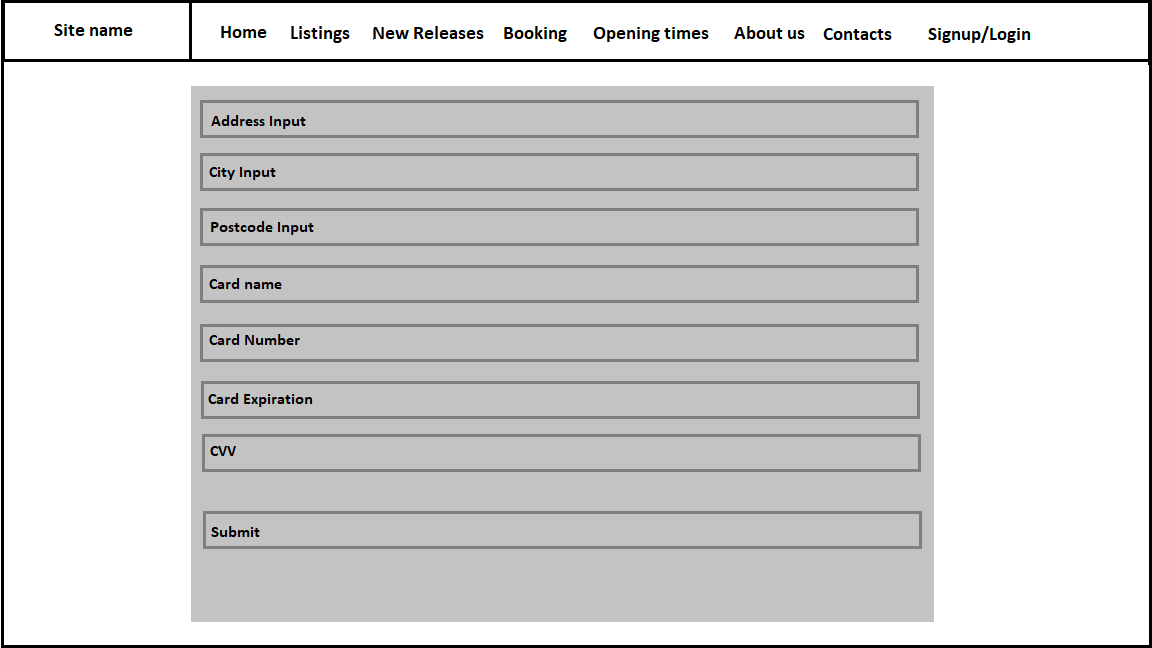 Site name Home Listings New Releases Booking Opening times About us Contacts Signup/Login
Address Input
City Input
Postcode Input
Card name
Card Number
Card Expiration
CVV
Submit